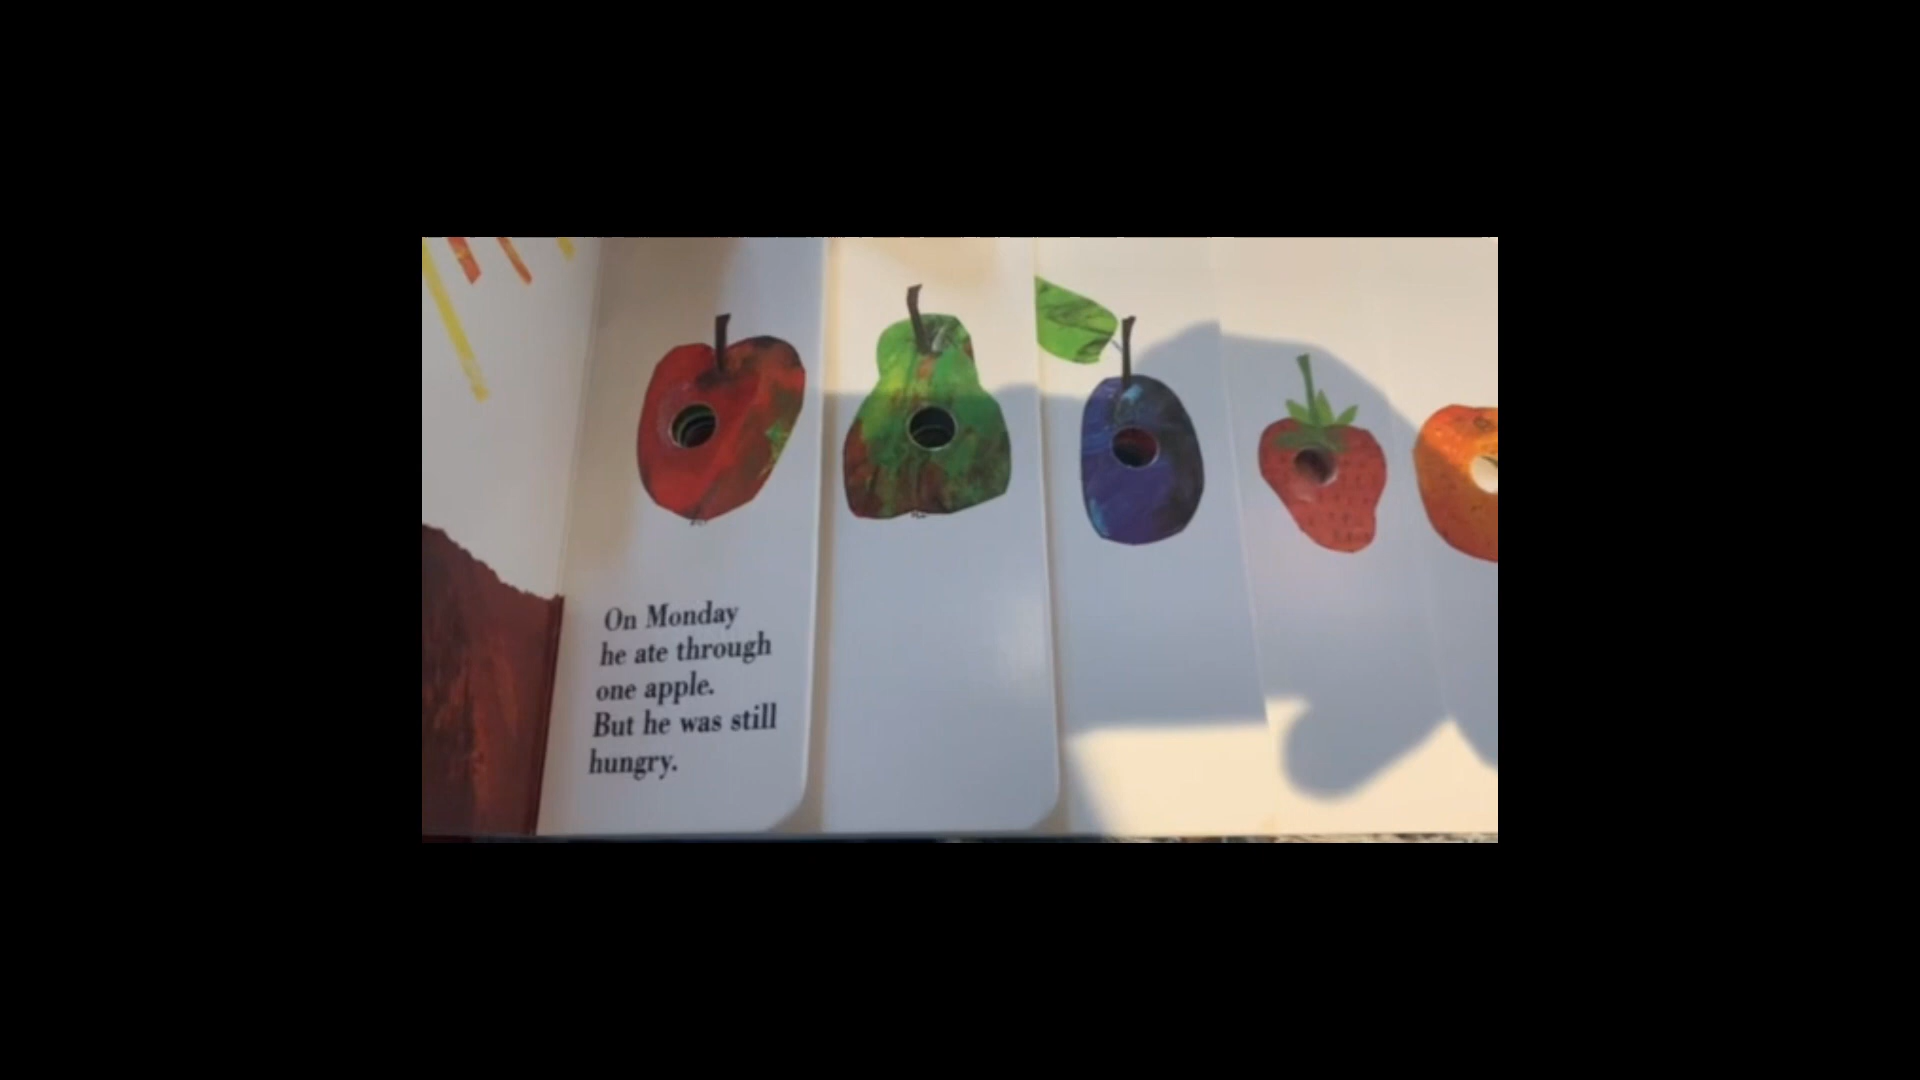 On Monday
he ate through
one apple.
But he was still
hungry.